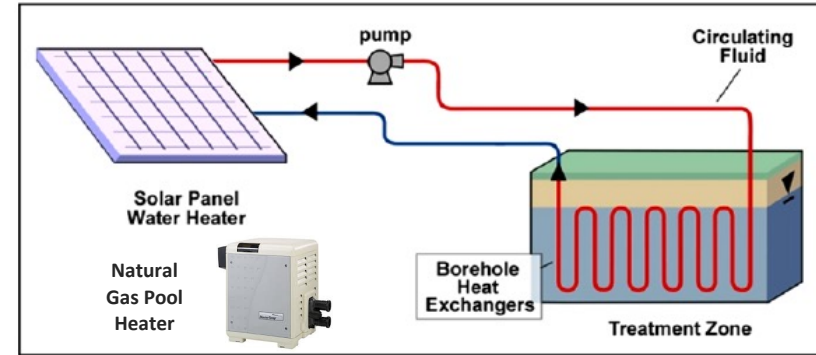 pump
Circulating
Fluid
Solar Panel
Water Heater
Natural
Gas Pool
Heater
Borehole
Heat
Exchangers
Treatment Zone